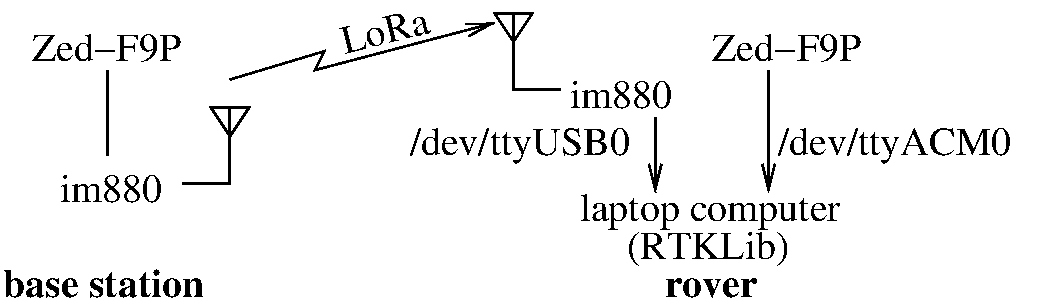 LoRa
Zed–F9P
Zed–F9P
im880
/dev/ttyUSB0
/dev/ttyACM0
im880
laptop computer
(RTKLib)
base station
rover